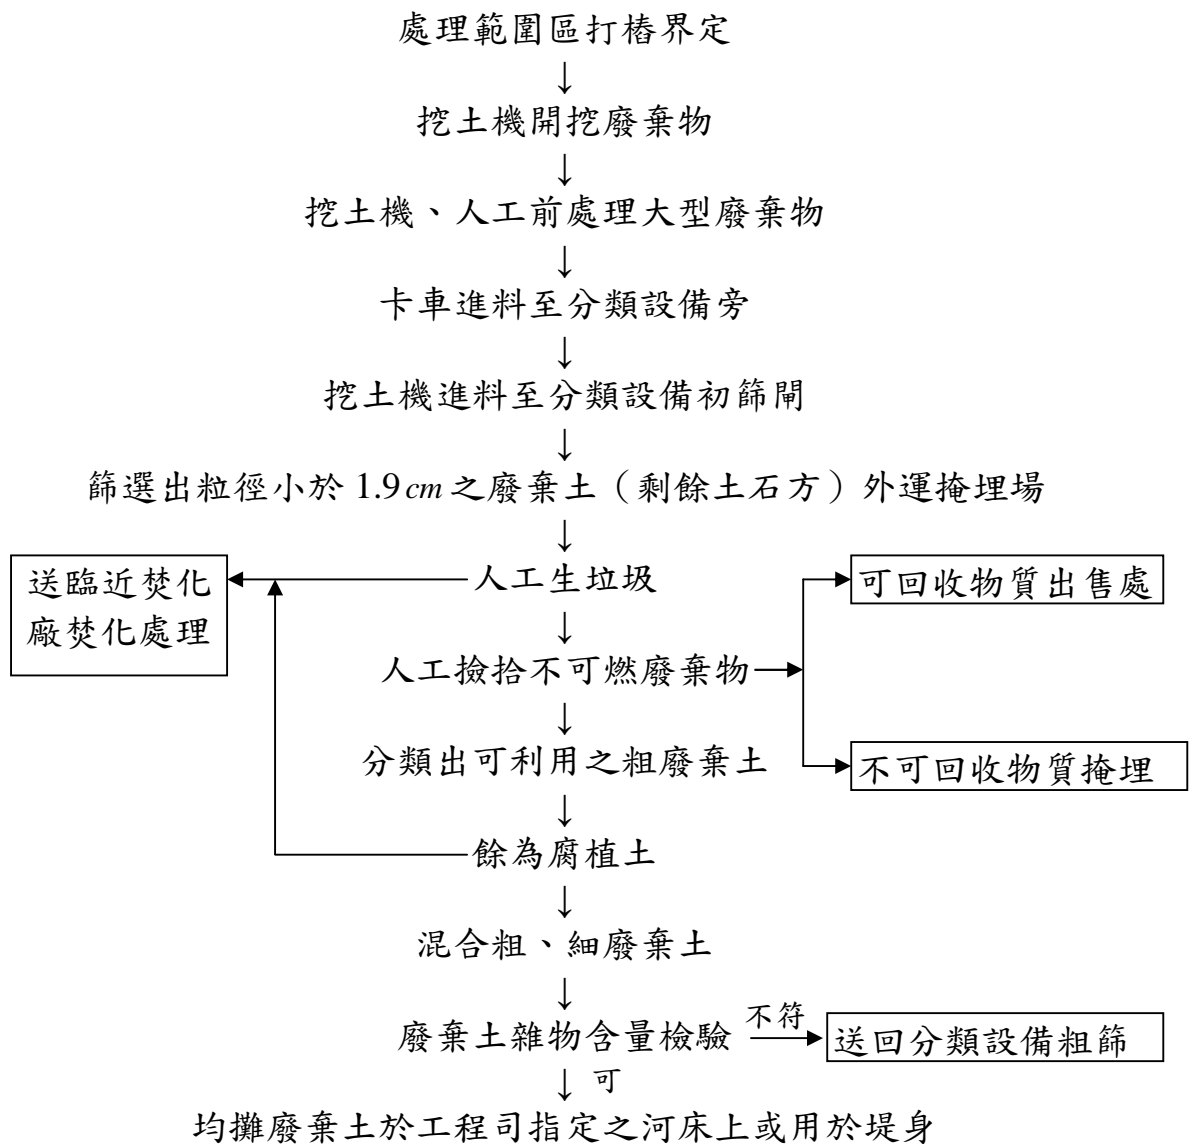 處理範圍區打樁界定
↓
挖土機開挖廢棄物
↓
挖土機、人工前處理大型廢棄物
↓
卡車進料至分類設備旁
↓
挖土機進料至分類設備初篩閘
↓
篩選出粒徑小於 1.9 cm 之廢棄土（剩餘土石方）外運掩埋場
↓
送臨近焚化
廠焚化處理
人工生垃圾
可回收物質出售處
↓
人工撿拾不可燃廢棄物
↓
分類出可利用之粗廢棄土
不可回收物質掩埋
↓
餘為腐植土
↓
混合粗、細廢棄土
↓
廢棄土雜物含量檢驗
不符
送回分類設備粗篩
↓ 可
均攤廢棄土於工程司指定之河床上或用於堤身